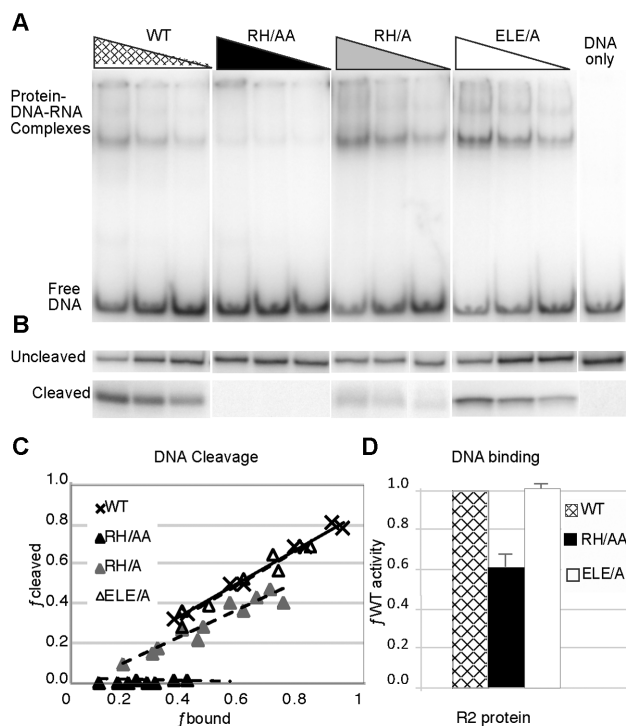 A
WT RH/AA RH/A ELE/A DNA only
Protein-
DNA-RNA
Complexes
Free
DNA
B
Uncleaved
Cleaved
C
DNA Cleavage
fcleaved
1.0
0.8
0.6
0.4
0.2
0.0
WT
RH/AA
RH/A
ELE/A
0 0.2 0.4 0.6 0.8 1
fbound
D
DNA binding
fWT activity
1.0
0.8
0.6
0.4
0.2
0.0
WT
RH/AA
ELE/A
R2 protein